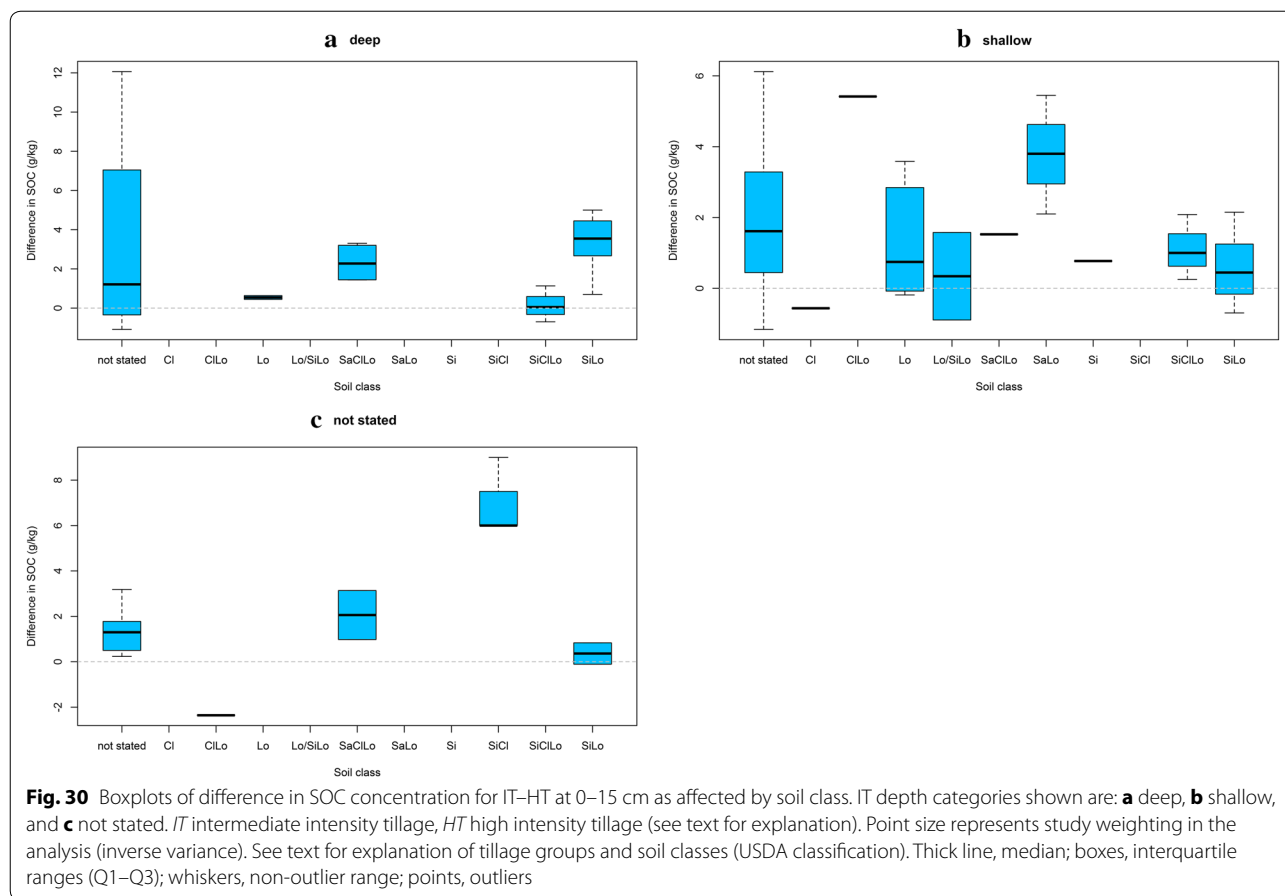 a deep
Difference in SOC (g/kg)
12
10
8
6
4
2
0
not stated Cl ClLo Lo Lo/SiLo SaClLo SaLo Si SiCl SiClLo SiLo
Soil class
b shallow
Difference in SOC (g/kg)
6
4
2
0
not stated Cl ClLo Lo Lo/SiLo SaClLo SaLo Si SiCl SiClLo SiLo
Soil class
c not stated
Difference in SOC (g/kg)
8
6
4
2
0
-2
not stated Cl ClLo Lo Lo/SiLo SaClLo SaLo Si SiCl SiClLo SiLo
Soil class
Fig. 30 Boxplots of difference in SOC concentration for IT–HT at 0–15 cm as affected by soil class. IT depth categories shown are: a deep, b shallow,
and c not stated. IT intermediate intensity tillage, HT high intensity tillage (see text for explanation). Point size represents study weighting in the
analysis (inverse variance). See text for explanation of tillage groups and soil classes (USDA classification). Thick line, median; boxes, interquartile
ranges (Q1–Q3); whiskers, non-outlier range; points, outliers